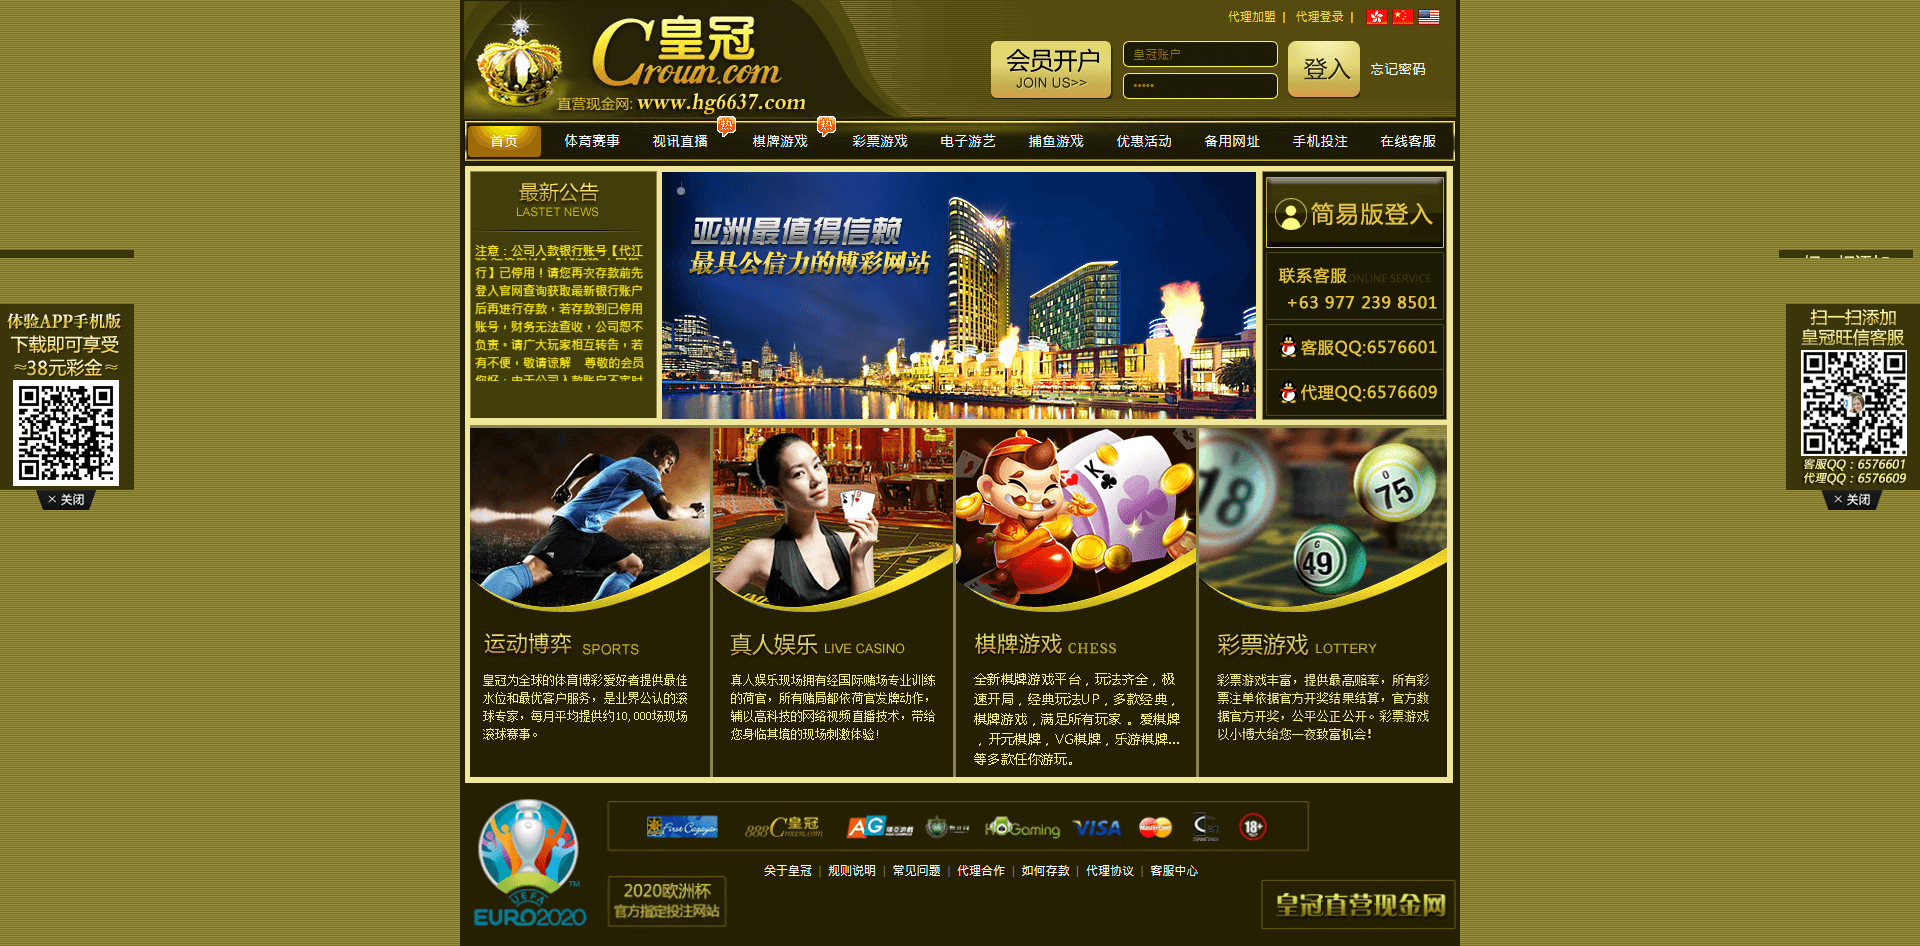 皇冠
Crown.com
直营现金网: www.hg6637.com
代理加盟 | 代理登录 |
会员开户
JOIN US>>
皇冠账户
登入
忘记密码
首页
体育赛事
视讯直播
热
棋牌游戏
热
彩票游戏
电子游艺
捕鱼游戏
优惠活动
备用网址
手机投注
在线客服
最新公告
LASTET NEWS
注意：公司入款银行账号【代江
行】已停用！请您再次存款前先
登入官网查询获取最新银行账户
后再进行存款，若存款到已停用
账号，财务无法查收，公司恕不
负责。请广大玩家相互转告，若
有不便，敬请谅解 尊敬的会员
亚洲最值得信赖
最具公信力的博彩网站
简易版登入
联系客服ONLINE SERVICE
+63 977 239 8501
客服QQ:6576601
代理QQ:6576609
体验APP手机版
下载即可享受
~38元彩金~
× 关闭
扫一扫添加
皇冠旺信客服
客服QQ：6576601
代理QQ：6576609
× 关闭
18
75
49
运动博弈 SPORTS
皇冠为全球的体育博彩爱好者提供最佳
水位和最优客户服务，是业界公认的滚
球专家，每月平均提供约10,000场现场
滚球赛事。
真人娱乐 LIVE CASINO
真人娱乐现场拥有经国际赌场专业训练
的荷官，所有赌局都依荷官发牌动作，
辅以高科技的网络视频直播技术，带给
您身临其境的现场刺激体验！
棋牌游戏 CHESS
全新棋牌游戏平台，玩法齐全，极
速开局，经典玩法UP，多款经典，
棋牌游戏，满足所有玩家 。爱棋牌
，开元棋牌，VG棋牌，乐游棋牌...
等多款任你游玩。
彩票游戏 LOTTERY
彩票游戏丰富，提供最高赔率，所有彩
票注单依据官方开奖结果结算，官方数
据官方开奖，公平公正公开。彩票游戏
以小博大给您一夜致富机会！
UEFA
EURO2020
First Cagayan
888Crown.com 皇冠
AG
HoGaming
VISA
MasterCard
18+
关于皇冠 | 规则说明 | 常见问题 | 代理合作 | 如何存款 | 代理协议 | 客服中心
2020欧洲杯
官方指定投注网站
皇冠直营现金网